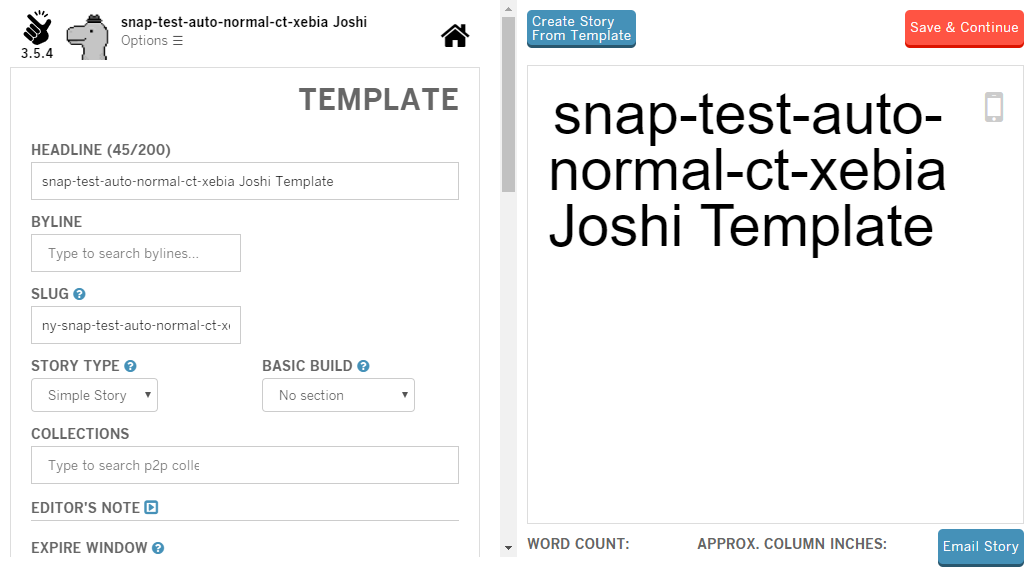 snap-test-auto-normal-ct-xebia Joshi
Options ☰
3.5.4
TEMPLATE
HEADLINE (45/200)
snap-test-auto-normal-ct-xebia Joshi Template
BYLINE
Type to search bylines...
SLUG
ny-snap-test-auto-normal-ct-x
STORY TYPE
BASIC BUILD
Simple Story
No section
COLLECTIONS
Type to search p2p colle
EDITOR'S NOTE
EXPIRE WINDOW
Create Story
From Template
Save & Continue
snap-test-auto-
normal-ct-xebia
Joshi Template
WORD COUNT:
APPROX. COLUMN INCHES:
Email Story